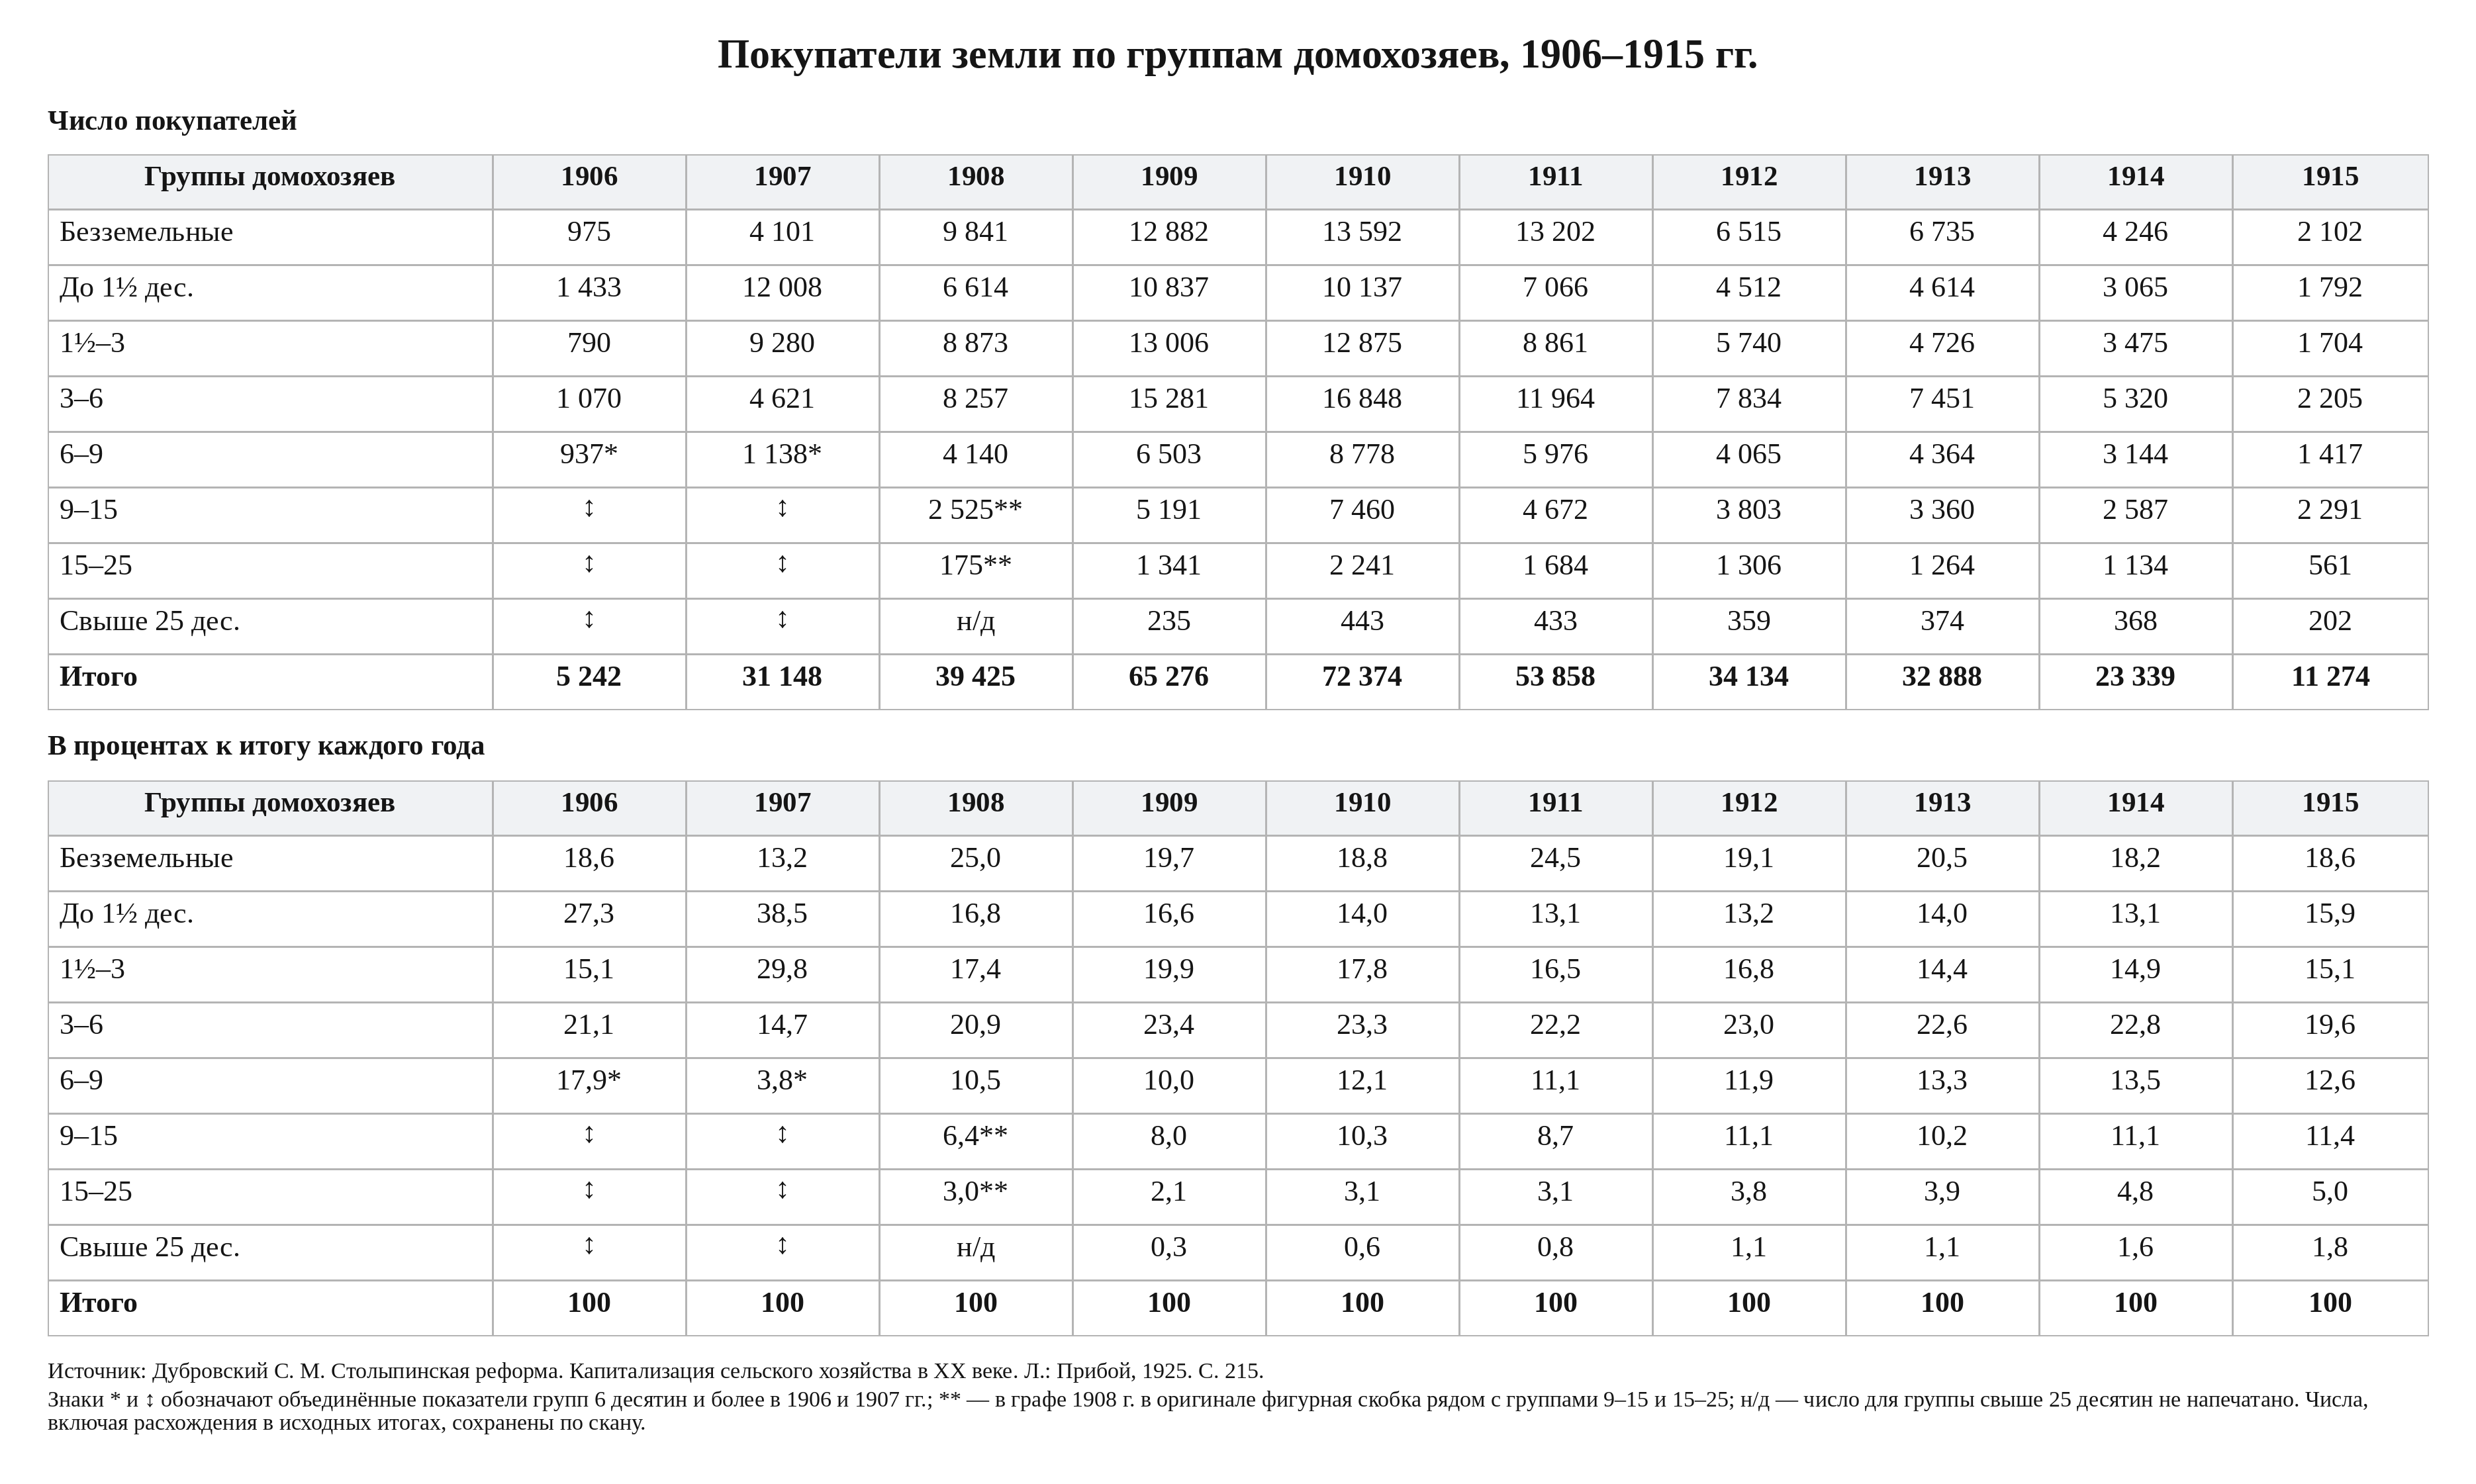 Покупатели земли по группам домохозяев, 1906–1915 гг.
Число покупателей
Группы домохозяев 1906 1907 1908 1909 1910 1911 1912 1913 1914 1915
Безземельные 975 4 101 9 841 12 882 13 592 13 202 6 515 6 735 4 246 2 102
До 1½ дес. 1 433 12 008 6 614 10 837 10 137 7 066 4 512 4 614 3 065 1 792
1½–3 790 9 280 8 873 13 006 12 875 8 861 5 740 4 726 3 475 1 704
3–6 1 070 4 621 8 257 15 281 16 848 11 964 7 834 7 451 5 320 2 205
6–9 937* 1 138* 4 140 6 503 8 778 5 976 4 065 4 364 3 144 1 417
9–15 ↕ ↕ 2 525** 5 191 7 460 4 672 3 803 3 360 2 587 2 291
15–25 ↕ ↕ 175** 1 341 2 241 1 684 1 306 1 264 1 134 561
Свыше 25 дес. ↕ ↕ н/д 235 443 433 359 374 368 202
Итого 5 242 31 148 39 425 65 276 72 374 53 858 34 134 32 888 23 339 11 274
В процентах к итогу каждого года
Группы домохозяев 1906 1907 1908 1909 1910 1911 1912 1913 1914 1915
Безземельные 18,6 13,2 25,0 19,7 18,8 24,5 19,1 20,5 18,2 18,6
До 1½ дес. 27,3 38,5 16,8 16,6 14,0 13,1 13,2 14,0 13,1 15,9
1½–3 15,1 29,8 17,4 19,9 17,8 16,5 16,8 14,4 14,9 15,1
3–6 21,1 14,7 20,9 23,4 23,3 22,2 23,0 22,6 22,8 19,6
6–9 17,9* 3,8* 10,5 10,0 12,1 11,1 11,9 13,3 13,5 12,6
9–15 ↕ ↕ 6,4** 8,0 10,3 8,7 11,1 10,2 11,1 11,4
15–25 ↕ ↕ 3,0** 2,1 3,1 3,1 3,8 3,9 4,8 5,0
Свыше 25 дес. ↕ ↕ н/д 0,3 0,6 0,8 1,1 1,1 1,6 1,8
Итого 100 100 100 100 100 100 100 100 100 100
Источник: Дубровский С. М. Столыпинская реформа. Капитализация сельского хозяйства в XX веке. Л.: Прибой, 1925. С. 215.
Знаки * и ↕ обозначают объединённые показатели групп 6 десятин и более в 1906 и 1907 гг.; ** — в графе 1908 г. в оригинале фигурная скобка рядом с группами 9–15 и 15–25; н/д — число для группы свыше 25 десятин не напечатано. Числа,
включая расхождения в исходных итогах, сохранены по скану.